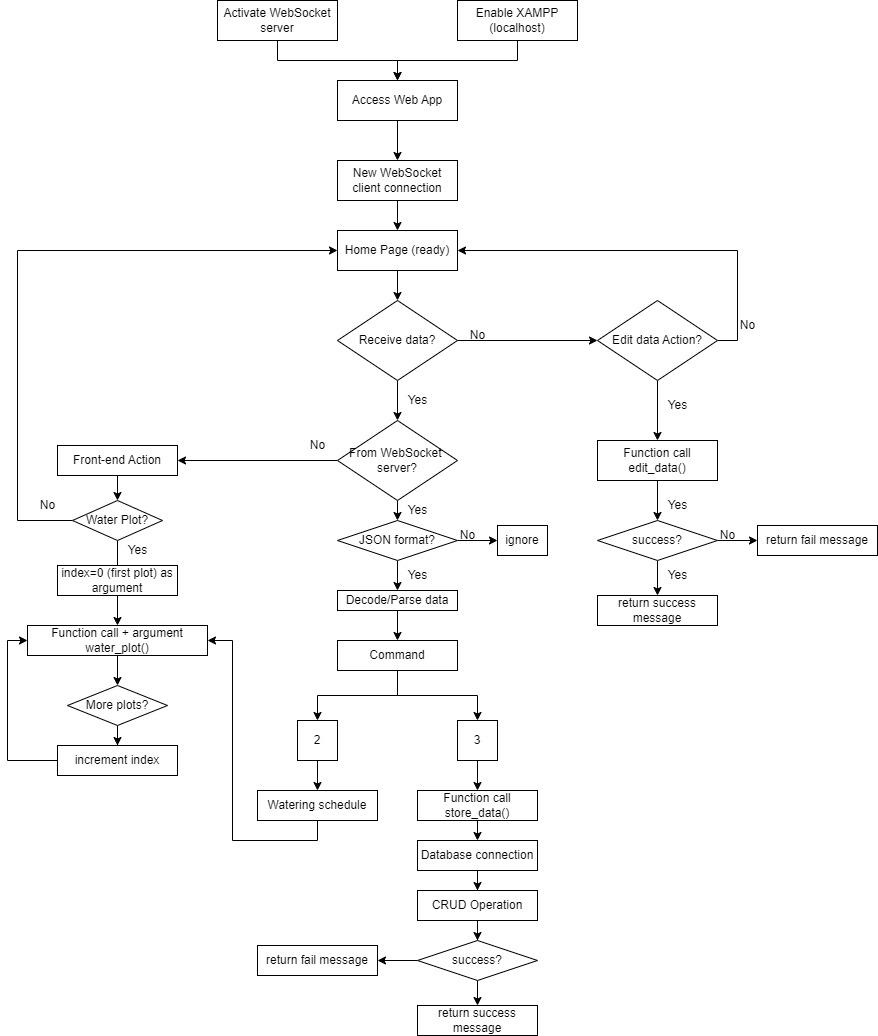 Activate WebSocket
server
Enable XAMPP
(localhost)
Access Web App
New WebSocket
client connection
Home Page (ready)
Receive data?
No
Edit data Action?
No
Yes
Yes
Function call
edit_data()
From WebSocket
server?
No
Front-end Action
Yes
Yes
No
Water Plot?
JSON format?
No
ignore
success?
No
return fail message
Yes
Yes
Yes
index=0 (first plot) as
argument
Decode/Parse data
return success
message
Function call + argument
water_plot()
Command
More plots?
increment index
2
3
Watering schedule
Function call
store_data()
Database connection
CRUD Operation
return fail message
success?
return success
message